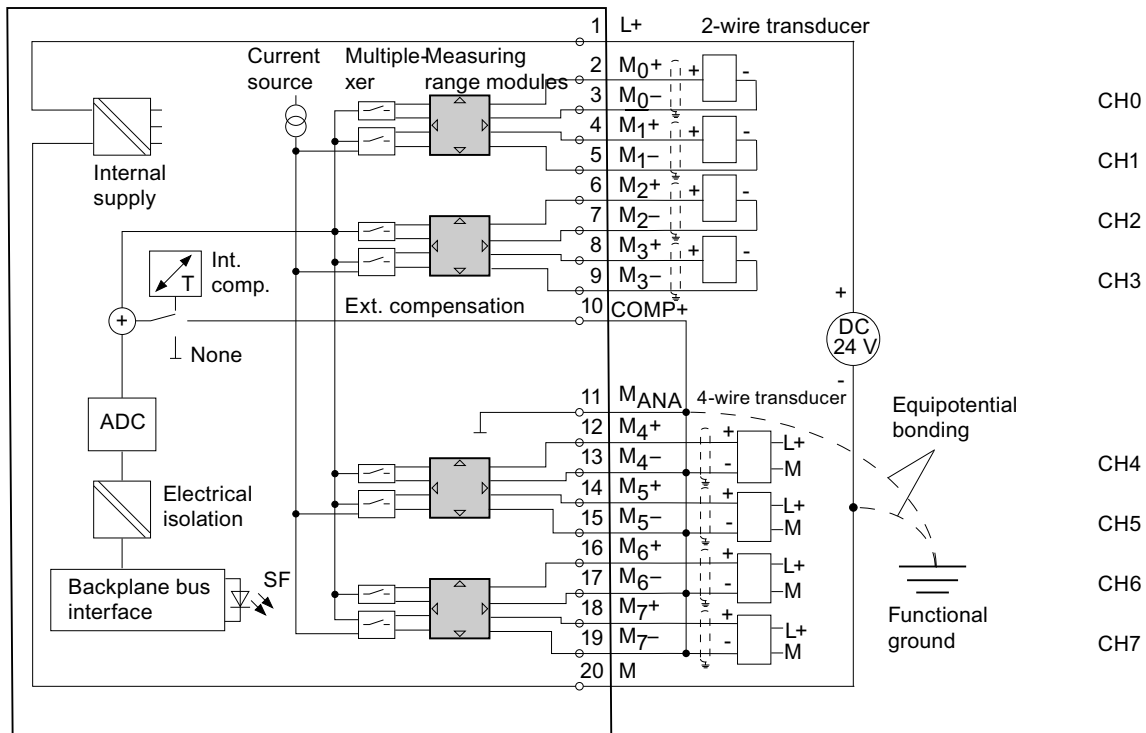 1 L+ 2-wire transducer
Current source
Multiple-xer
Measuring range modules
2 M0+ + -
3 M0- CH0
4 M1+ + -
5 M1- CH1
Internal supply
6 M2+ + -
7 M2- CH2
8 M3+ + -
9 M3- CH3
T
Int. comp.
10 COMP+
Ext. compensation
+
None
+
DC 24 V
-
11 MANA 4-wire transducer
Equipotential bonding
ADC
12 M4+ + L+
13 M4- - M CH4
14 M5+ + L+
15 M5- - M CH5
Electrical isolation
16 M6+ + L+
17 M6- - M CH6
Backplane bus interface
SF
18 M7+ + L+
19 M7- - M CH7
Functional ground
20 M